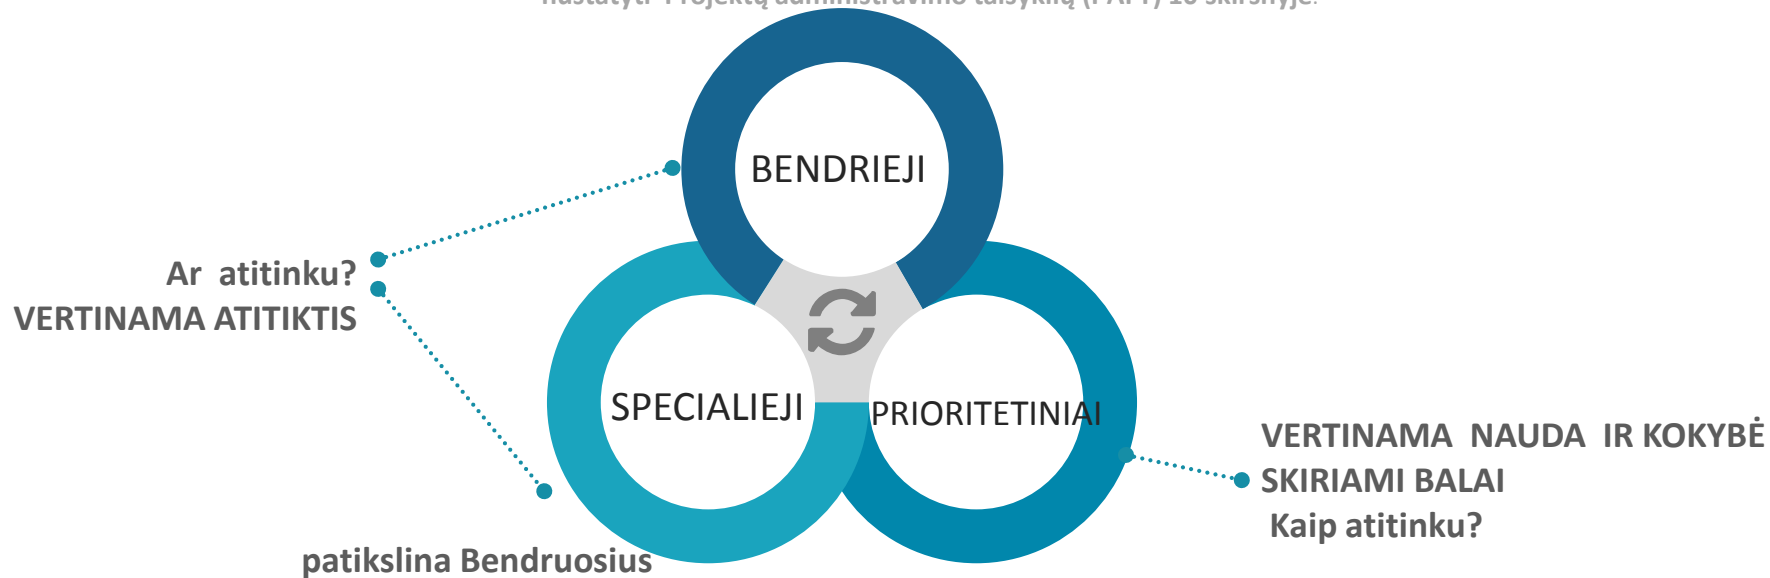 BENDRIEJI
Ar atitinku?
VERTINAMA ATITIKTIS
SPECIALIEJI
PRIORITETINIAI
VERTINAMA NAUDA IR KOKYBĖ
SKIRIAMI BALAI
Kaip atitinku?
patikslina Bendruosius